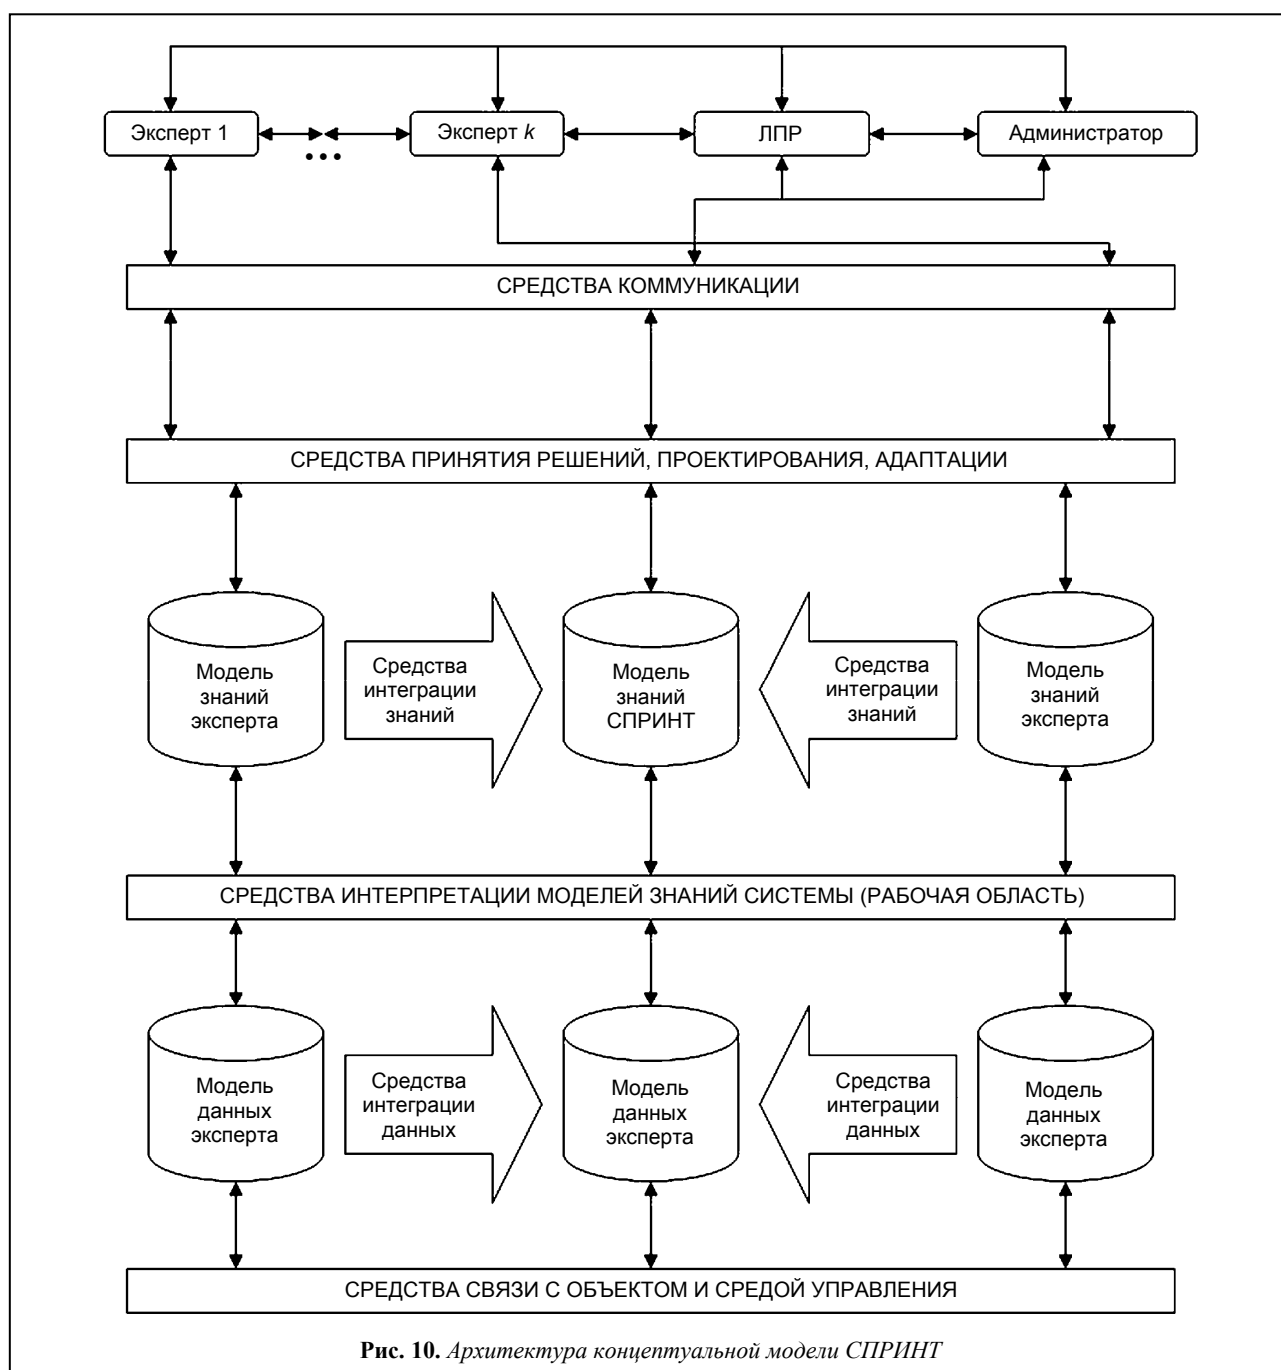 Эксперт 1
• • •
Эксперт k
ЛПР
Администратор
СРЕДСТВА КОММУНИКАЦИИ
СРЕДСТВА ПРИНЯТИЯ РЕШЕНИЙ, ПРОЕКТИРОВАНИЯ, АДАПТАЦИИ
Модель
знаний
эксперта
Средства
интеграции
знаний
Модель
знаний
СПРИНТ
Средства
интеграции
знаний
Модель
знаний
эксперта
СРЕДСТВА ИНТЕРПРЕТАЦИИ МОДЕЛЕЙ ЗНАНИЙ СИСТЕМЫ (РАБОЧАЯ ОБЛАСТЬ)
Модель
данных
эксперта
Средства
интеграции
данных
Модель
данных
эксперта
Средства
интеграции
данных
Модель
данных
эксперта
СРЕДСТВА СВЯЗИ С ОБЪЕКТОМ И СРЕДОЙ УПРАВЛЕНИЯ
Рис. 10. Архитектура концептуальной модели СПРИНТ